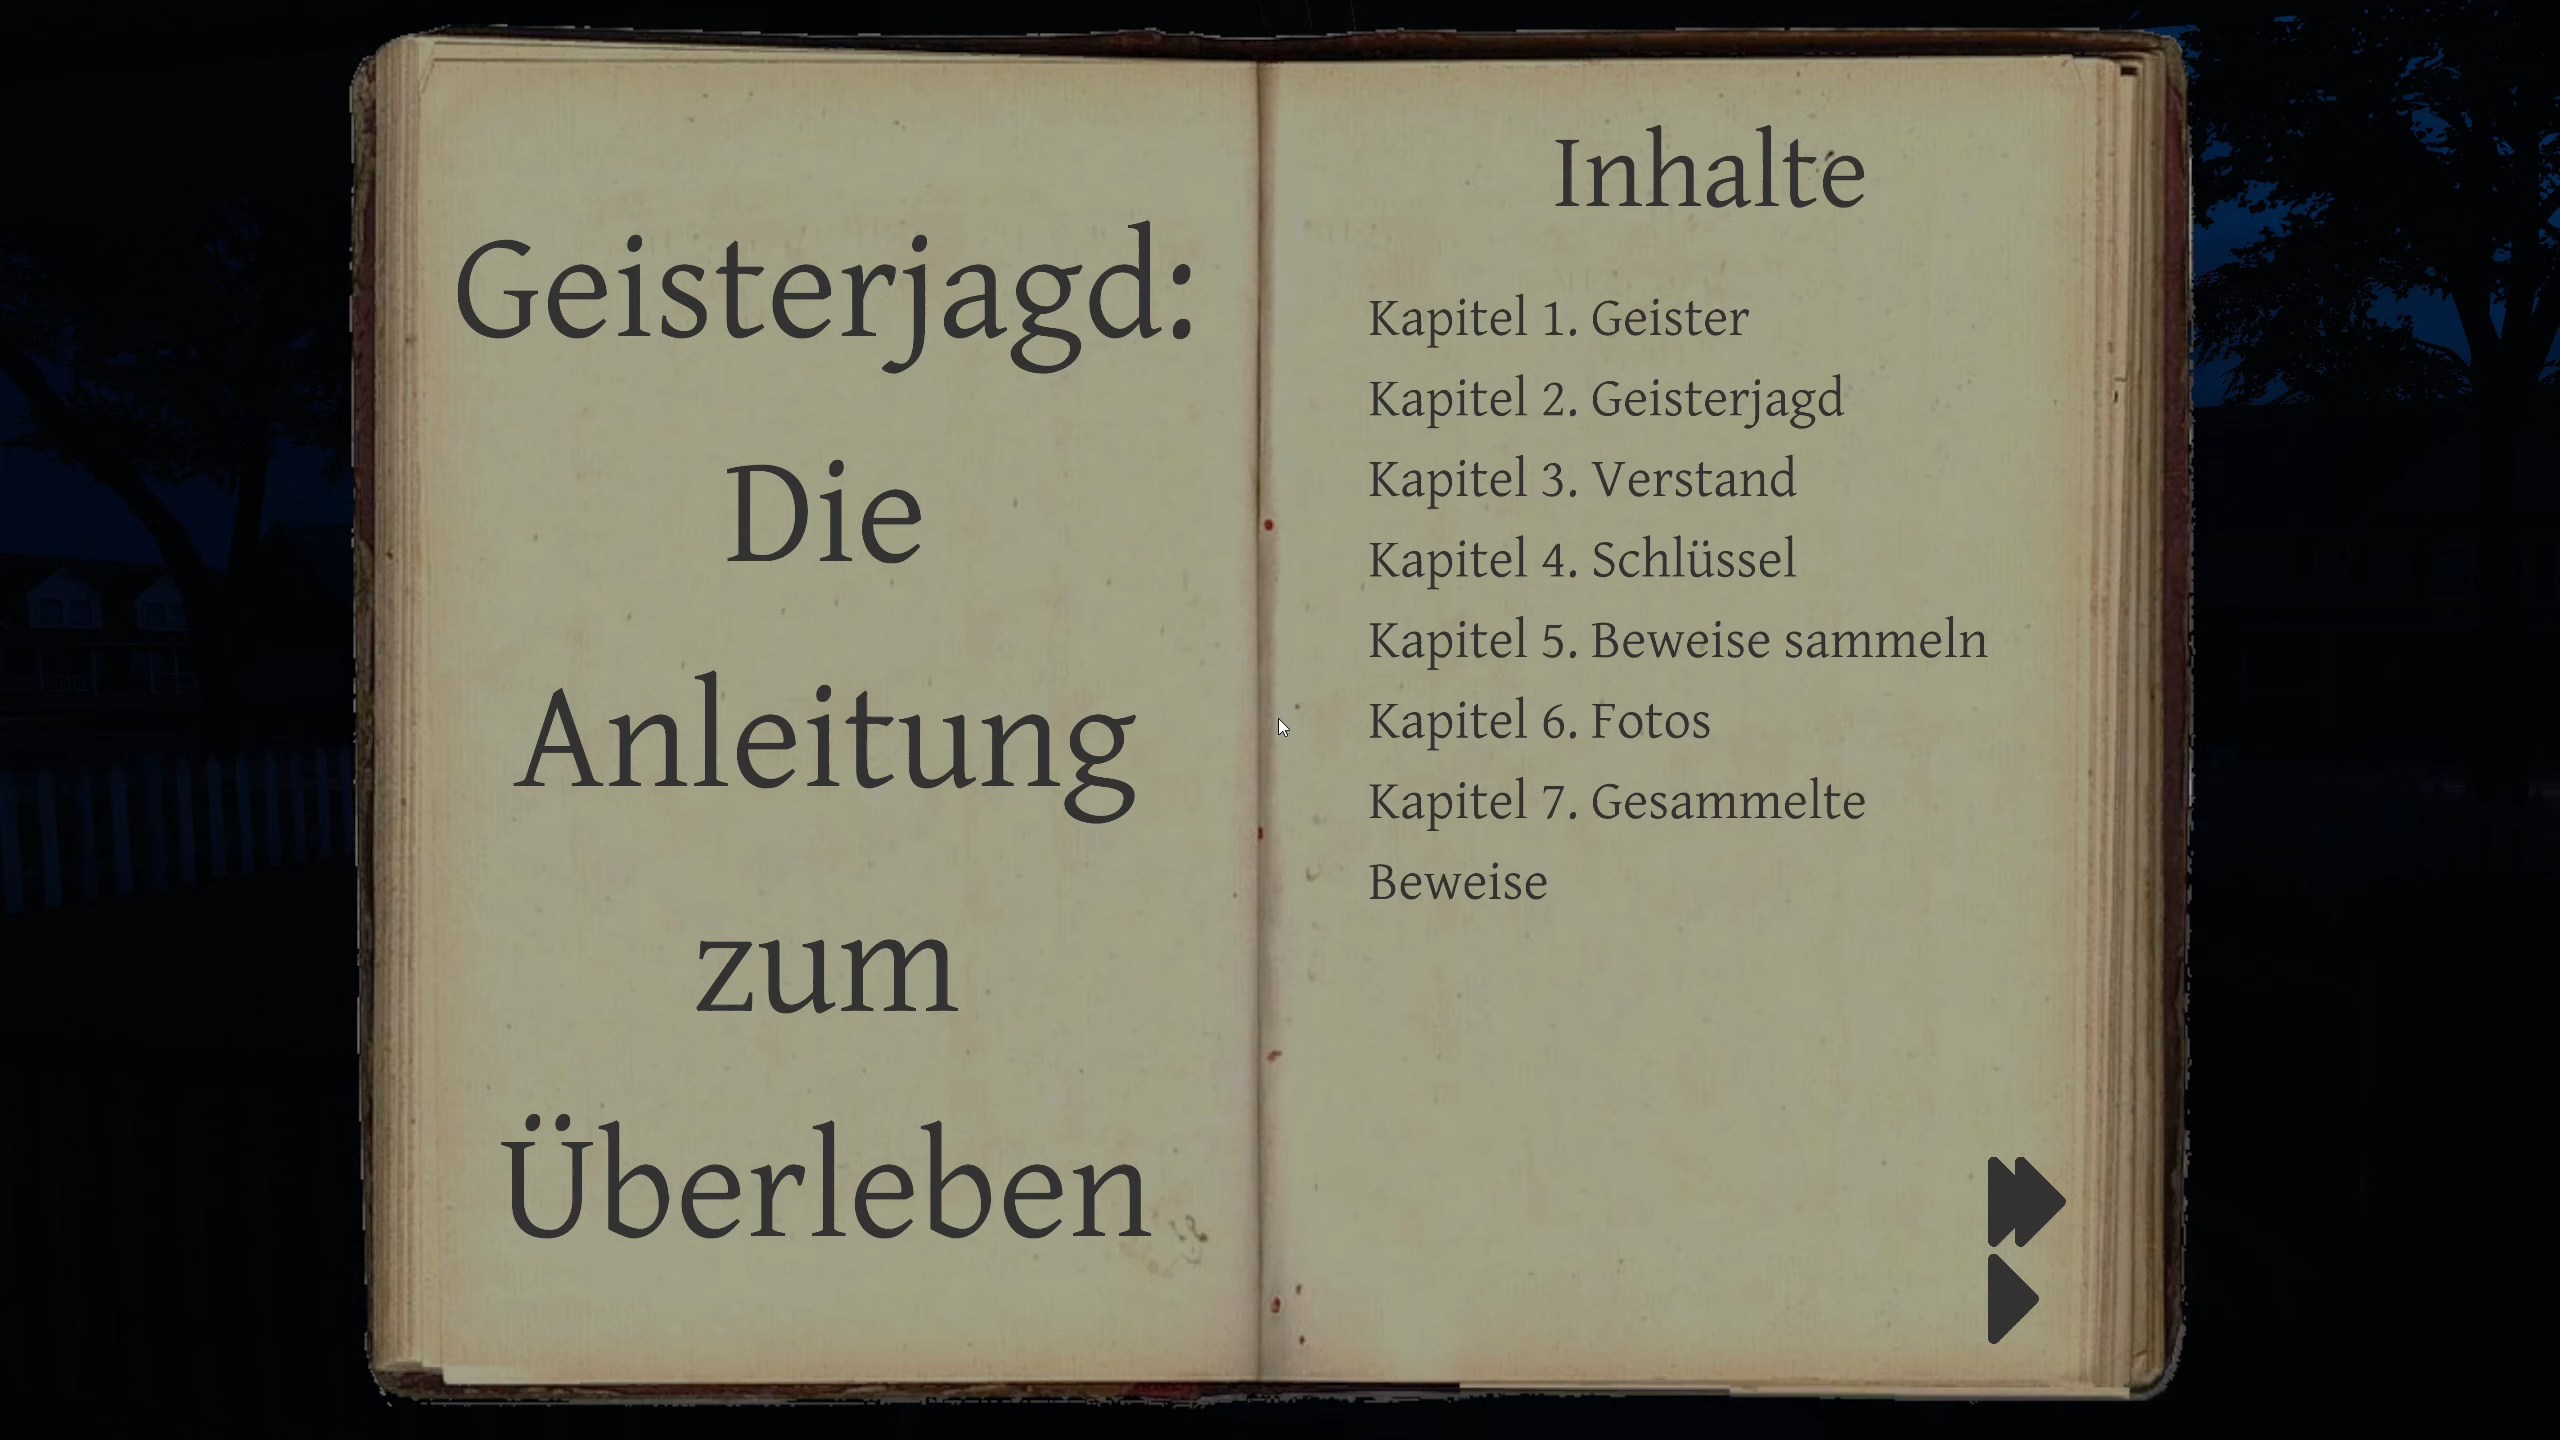 Geisterjagd:
Die
Anleitung
zum
Überleben
Inhalte
Kapitel 1. Geister
Kapitel 2. Geisterjagd
Kapitel 3. Verstand
Kapitel 4. Schlüssel
Kapitel 5. Beweise sammeln
Kapitel 6. Fotos
Kapitel 7. Gesammelte
Beweise